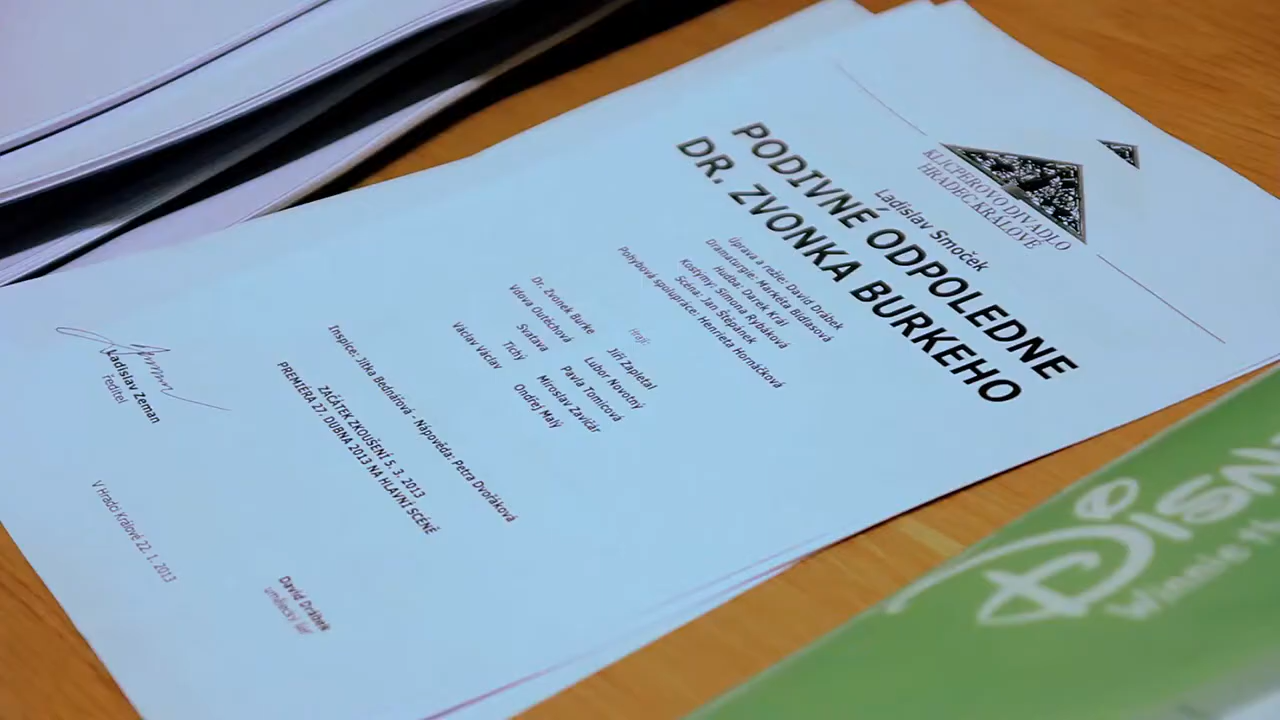 KLICPEROVO DIVADLO
HRADEC KRÁLOVÉ
Ladislav Smoček
PODIVNÉ ODPOLEDNE
DR. ZVONKA BURKEHO
Úprava a režie: David Drábek
Dramaturgie: Markéta Bidlasová
Hudba: Darek Král
Kostýmy: Simona Rybáková
Scéna: Jan Štěpánek
Pohybová spolupráce: Henrieta Hornáčková
Hrají:
Dr. Zvonek Burke Jiří Zapletal
Vdova Outěchová Lubor Novotný
Svatava Pavla Tomicová
Tichý Miroslav Zavičár
Václav Václav Ondřej Malý
Inspice: Jitka Bednářová - Nápověda: Petra Dvořáková
ZAČÁTEK ZKOUŠENÍ 5. 3. 2013
PREMIÉRA 27. DUBNA 2013 NA HLAVNÍ SCÉNĚ
Ladislav Zeman
ředitel
David Drábek
umělecký šéf
V Hradci Králové 22. 1. 2013
Winnie